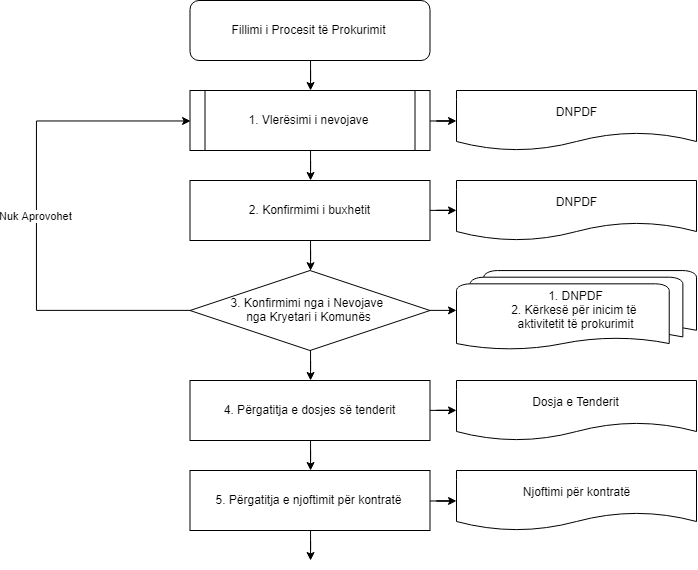 Fillimi i Procesit të Prokurimit
1. Vlerësimi i nevojave
DNPDF
Nuk Aprovohet
2. Konfirmimi i buxhetit
DNPDF
3. Konfirmimi nga i Nevojave
nga Kryetari i Komunës
1. DNPDF
2. Kërkesë për inicim të
aktivitetit të prokurimit
4. Përgatitja e dosjes së tenderit
Dosja e Tenderit
5. Përgatitja e njoftimit për kontratë
Njoftimi për kontratë